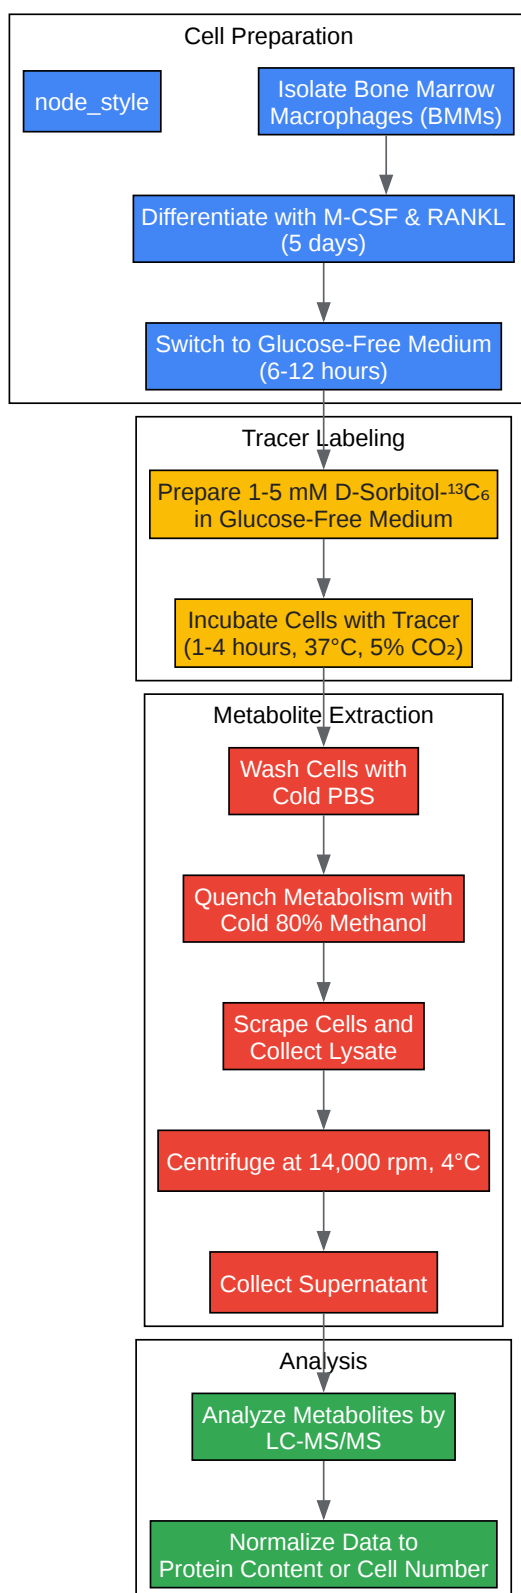 Cell Preparation
node_style
Isolate Bone Marrow
Macrophages (BMMs)
Differentiate with M-CSF & RANKL
(5 days)
Switch to Glucose-Free Medium
(6-12 hours)
Tracer Labeling
Prepare 1-5 mM D-Sorbitol-¹³C₆
in Glucose-Free Medium
Incubate Cells with Tracer
(1-4 hours, 37°C, 5% CO₂)
Metabolite Extraction
Wash Cells with
Cold PBS
Quench Metabolism with
Cold 80% Methanol
Scrape Cells and
Collect Lysate
Centrifuge at 14,000 rpm, 4°C
Collect Supernatant
Analysis
Analyze Metabolites by
LC-MS/MS
Normalize Data to
Protein Content or Cell Number